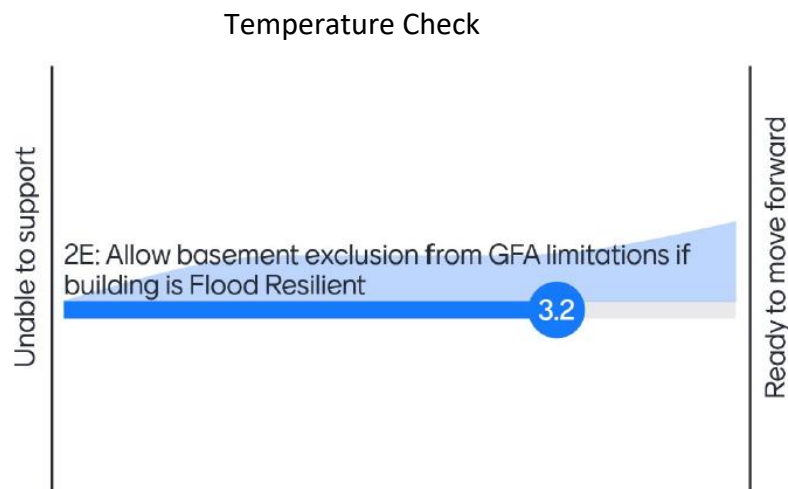 Temperature Check
Unable to support
2E: Allow basement exclusion from GFA limitations if
building is Flood Resilient
3.2
Ready to move forward